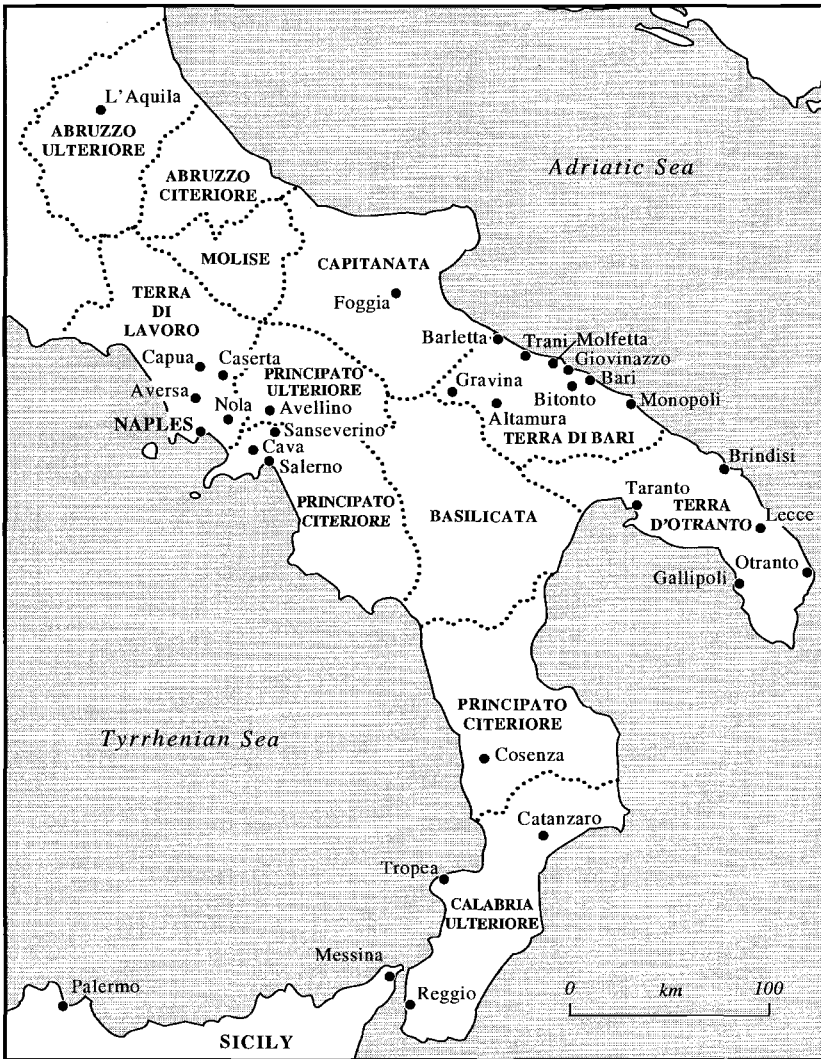 L'Aquila
ABRUZZO
ULTERIORE
Adriatic Sea
ABRUZZO
CITERIORE
MOLISE
CAPITANATA
TERRA
DI
LAVORO
Foggia
Barletta
Trani
Molfetta
Giovinazzo
Capua
Caserta
PRINCIPATO
ULTERIORE
Bari
Gravina
Bitonto
Aversa
Nola
Avellino
Altamura
Monopoli
NAPLES
Sanseverino
TERRA DI BARI
Cava
Salerno
Brindisi
PRINCIPATO
CITERIORE
BASILICATA
Taranto
TERRA
D'OTRANTO
Lecce
Otranto
Gallipoli
PRINCIPATO
CITERIORE
Tyrrhenian Sea
Cosenza
Catanzaro
Tropea
CALABRIA
ULTERIORE
Messina
Palermo
Reggio
0 km 100
SICILY